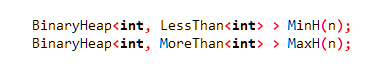 BinaryHeap<int, LessThan<int> > MinH(n);
BinaryHeap<int, MoreThan<int> > MaxH(n);